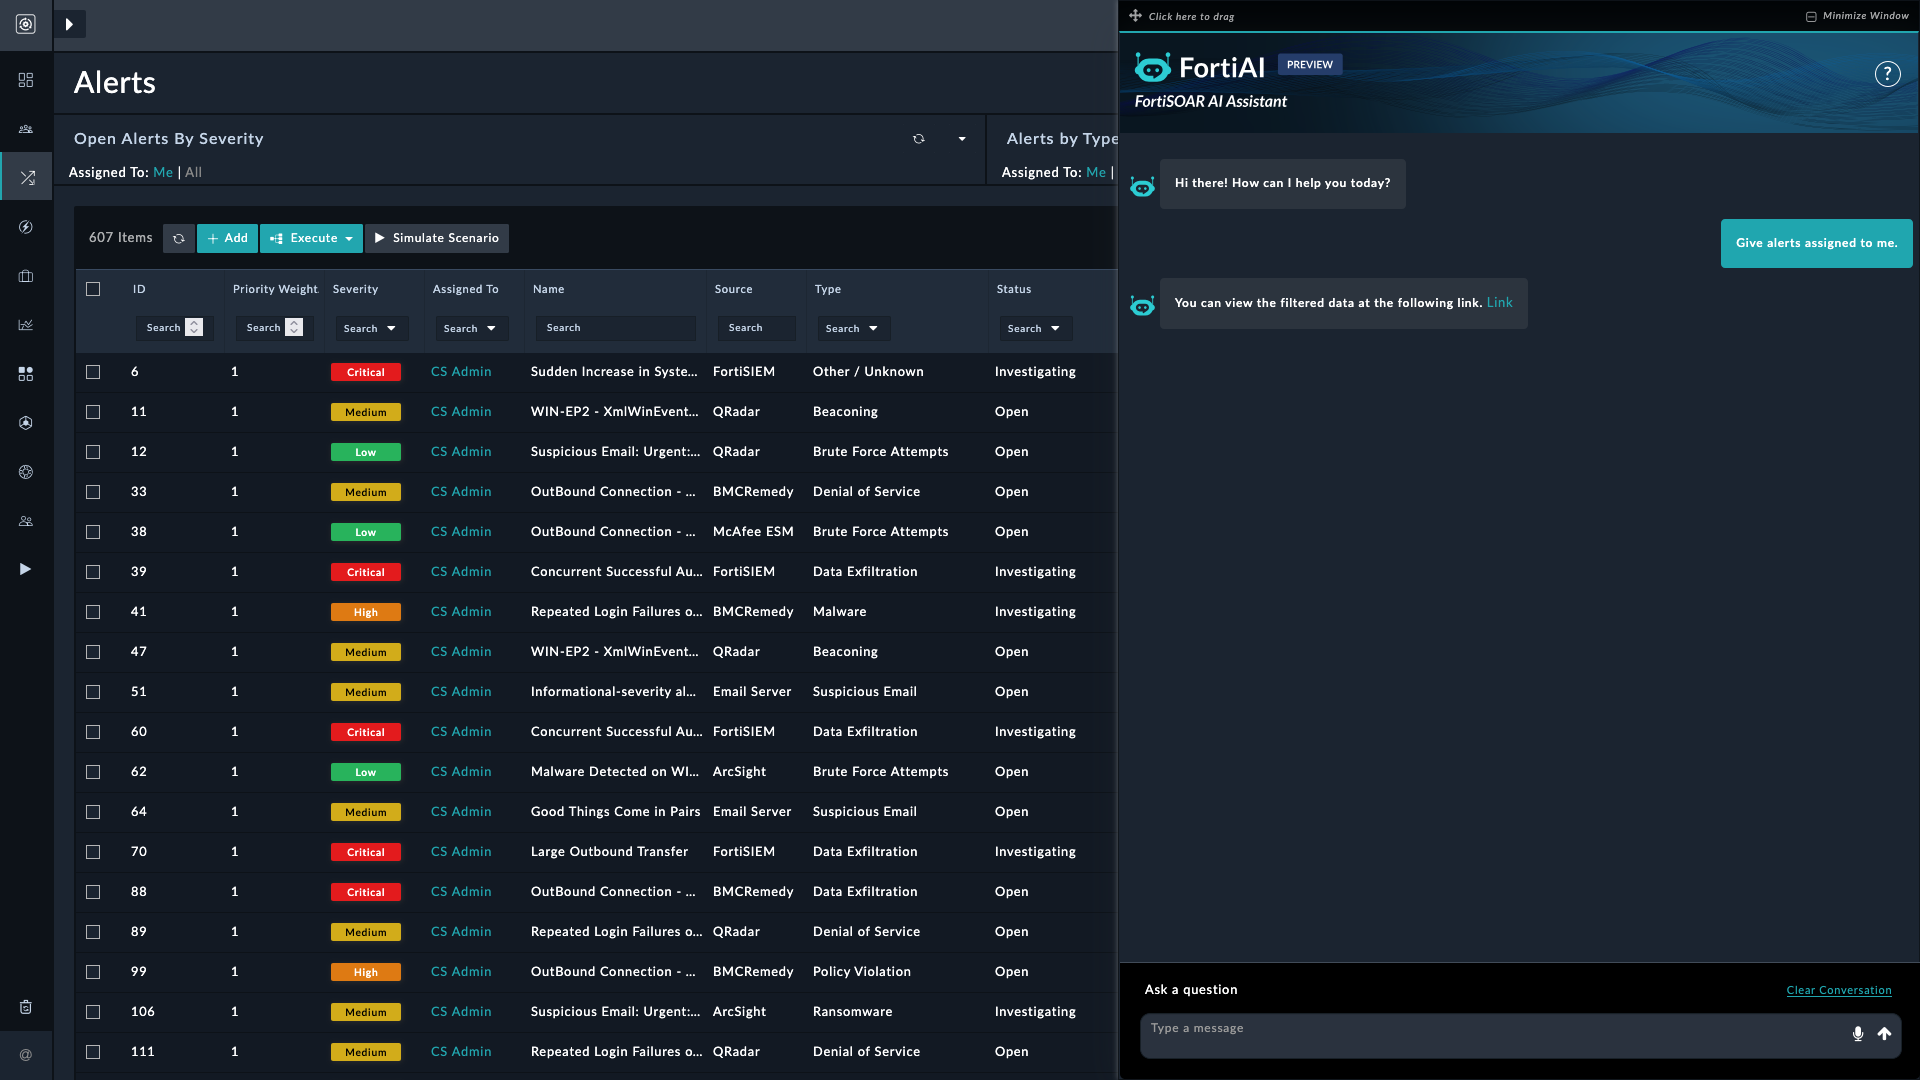 Click here to drag
Minimize Window
FortiAI PREVIEW
FortiSOAR AI Assistant
?
Alerts
Open Alerts By Severity
Assigned To: Me | All
Alerts by Type
Assigned To: Me |
607 Items
+ Add
Execute
Simulate Scenario
ID Priority Weight Severity Assigned To Name Source Type Status
Search Search Search Search Search Search Search Search
6 1 Critical CS Admin Sudden Increase in Syste... FortiSIEM Other / Unknown Investigating
11 1 Medium CS Admin WIN-EP2 - XmlWinEvent... QRadar Beaconing Open
12 1 Low CS Admin Suspicious Email: Urgent:... QRadar Brute Force Attempts Open
33 1 Medium CS Admin OutBound Connection - ... BMCRemedy Denial of Service Open
38 1 Low CS Admin OutBound Connection - ... McAfee ESM Brute Force Attempts Open
39 1 Critical CS Admin Concurrent Successful Au... FortiSIEM Data Exfiltration Investigating
41 1 High CS Admin Repeated Login Failures o... BMCRemedy Malware Investigating
47 1 Medium CS Admin WIN-EP2 - XmlWinEvent... QRadar Beaconing Open
51 1 Medium CS Admin Informational-severity al... Email Server Suspicious Email Open
60 1 Critical CS Admin Concurrent Successful Au... FortiSIEM Data Exfiltration Investigating
62 1 Low CS Admin Malware Detected on WI... ArcSight Brute Force Attempts Open
64 1 Medium CS Admin Good Things Come in Pairs Email Server Suspicious Email Open
70 1 Critical CS Admin Large Outbound Transfer FortiSIEM Data Exfiltration Investigating
88 1 Critical CS Admin OutBound Connection - ... BMCRemedy Data Exfiltration Open
89 1 Medium CS Admin Repeated Login Failures o... QRadar Denial of Service Open
99 1 High CS Admin OutBound Connection - ... BMCRemedy Policy Violation Open
106 1 Medium CS Admin Suspicious Email: Urgent:... ArcSight Ransomware Investigating
111 1 Medium CS Admin Repeated Login Failures o... QRadar Denial of Service Open
@
Hi there! How can I help you today?
Give alerts assigned to me.
You can view the filtered data at the following link. Link
Ask a question
Clear Conversation
Type a message